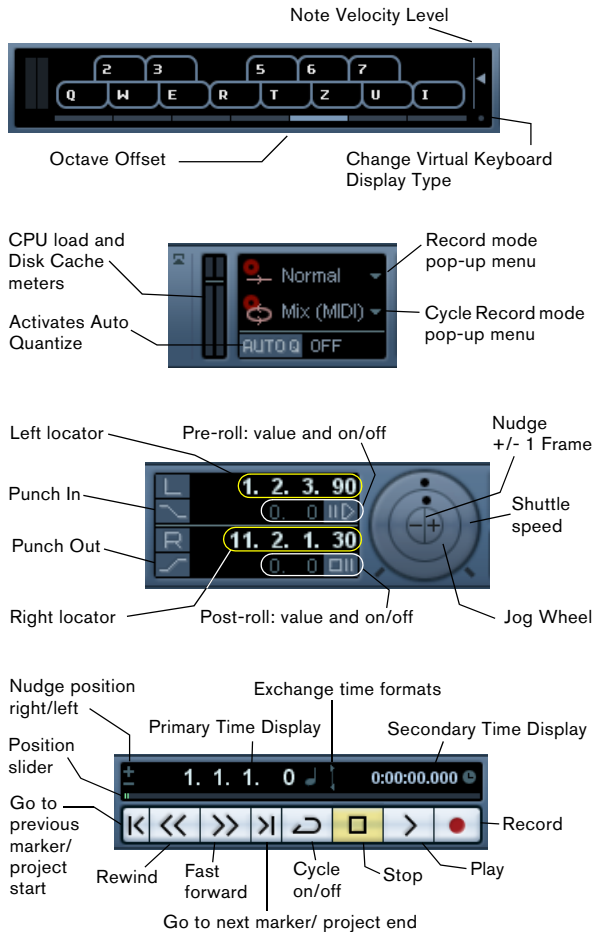 Note Velocity Level
2 3 5 6 7
Q W E R T Z U I
Octave Offset
Change Virtual Keyboard
Display Type
CPU load and
Disk Cache
meters
Record mode
pop-up menu
Normal
Mix (MIDI)
Activates Auto
Quantize
Cycle Record mode
pop-up menu
AUTO Q OFF
Left locator
Pre-roll: value and on/off
Nudge
+/- 1 Frame
L 1. 2. 3. 90
Punch In
0. 0
Shuttle
speed
Punch Out
R 11. 2. 1. 30
0. 0
Right locator
Post-roll: value and on/off
Jog Wheel
Nudge position
right/left
Exchange time formats
Primary Time Display
Secondary Time Display
Position
slider
1. 1. 1. 0
0:00:00.000
Go to
previous
marker/
project
start
Rewind
Fast
forward
Cycle
on/off
Stop
Play
Record
Go to next marker/ project end